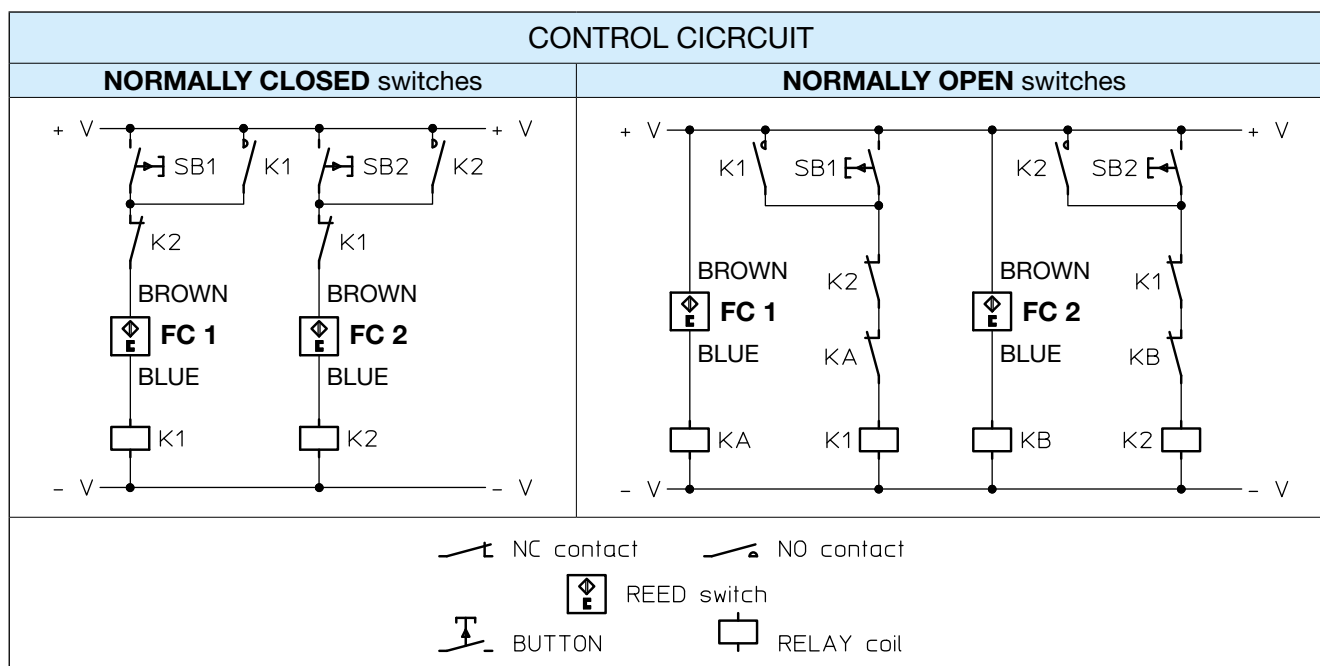 CONTROL CICRCUIT
NORMALLY CLOSED switches
NORMALLY OPEN switches
+ V + V
SB1 K1 SB2 K2
K2 K1
BROWN BROWN
FC 1 FC 2
BLUE BLUE
K1 K2
- V - V
+ V + V
K1 SB1 K2 SB2
BROWN K2 BROWN K1
FC 1 FC 2
BLUE KA BLUE KB
KA K1 KB K2
- V - V
NC contact NO contact
REED switch
BUTTON RELAY coil